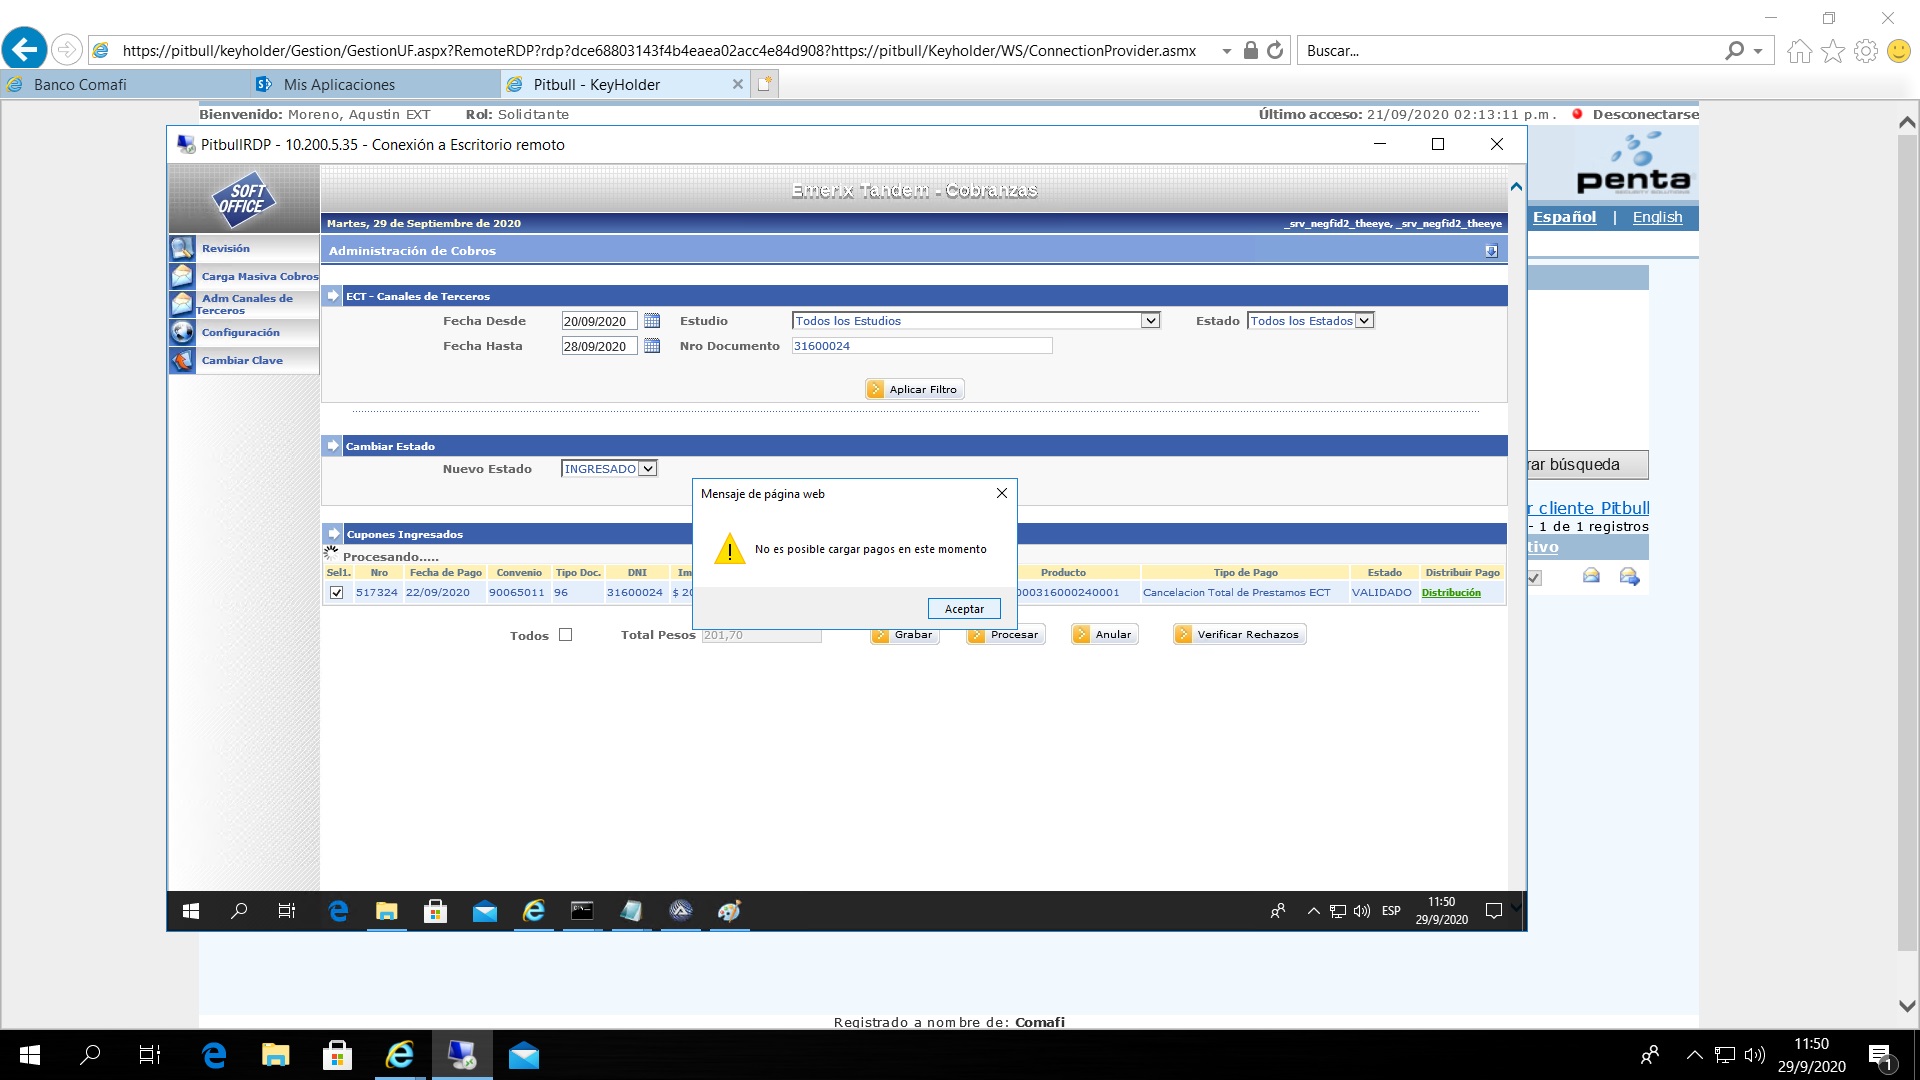 https://pitbull/keyholder/Gestion/GestionUF.aspx?RemoteRDP?rdp?dce68803143f4b4eaea02acc4e84d908?https://pitbull/Keyholder/WS/ConnectionProvider.asmx
Buscar...
Banco Comafi
Mis Aplicaciones
Pitbull - KeyHolder
Bienvenido: Moreno, Agustin EXT Rol: Solicitante
Último acceso: 21/09/2020 02:13:11 p.m. Desconectarse
PitbullRDP - 10.200.5.35 - Conexión a Escritorio remoto
penta
SOFT OFFICE
Emerix Tandem - Cobranzas
Español | English
Martes, 29 de Septiembre de 2020
_srv_negfid2_theeye, _srv_negfid2_theeye
Revisión
Administración de Cobros
Carga Masiva Cobros
Adm Canales de Terceros
Configuración
Cambiar Clave
ECT - Canales de Terceros
Fecha Desde 20/09/2020 Estudio Todos los Estudios Estado Todos los Estados
Fecha Hasta 28/09/2020 Nro Documento 31600024
Aplicar Filtro
Cambiar Estado
Nuevo Estado INGRESADO
rar búsqueda
r cliente Pitbull
- 1 de 1 registros
tivo
Mensaje de página web
No es posible cargar pagos en este momento
Aceptar
Cupones Ingresados
Procesando.....
Sel1. Nro Fecha de Pago Convenio Tipo Doc. DNI Im Producto Tipo de Pago Estado Distribuir Pago
517324 22/09/2020 90065011 96 31600024 $ 20 000316000240001 Cancelacion Total de Prestamos ECT VALIDADO Distribución
Todos Total Pesos 201,70 Grabar Procesar Anular Verificar Rechazos
ESP
11:50
29/9/2020
Registrado a nombre de: Comafi
11:50
29/9/2020
1